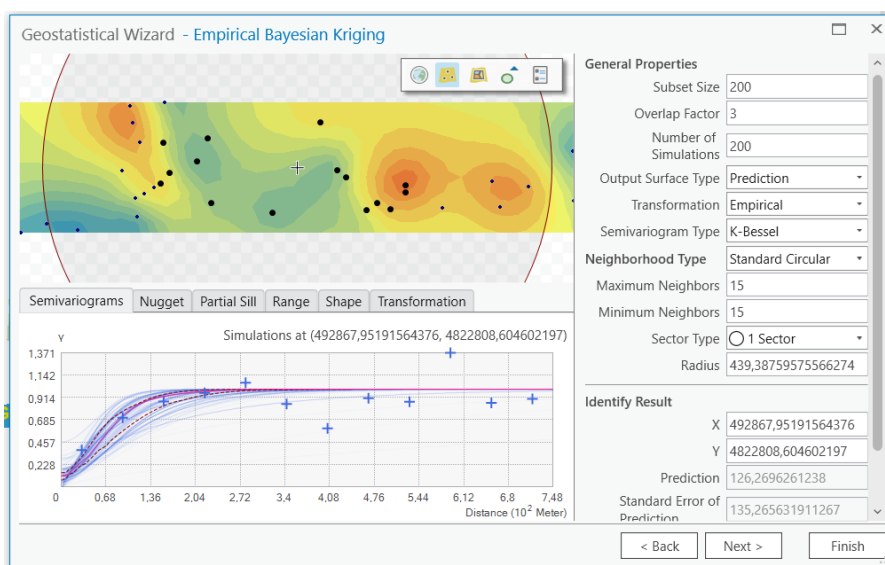 Geostatistical Wizard - Empirical Bayesian Kriging
General Properties
Subset Size 200
Overlap Factor 3
Number of
Simulations 200
Output Surface Type Prediction
Transformation Empirical
Semivariogram Type K-Bessel
Neighborhood Type Standard Circular
Maximum Neighbors 15
Minimum Neighbors 15
Sector Type 1 Sector
Radius 439,38759575566274
Identify Result
X 492867,95191564376
Y 4822808,604602197
Prediction 126,2696261238
Standard Error of
Prediction 135,265631911267
Semivariograms Nugget Partial Sill Range Shape Transformation
γ Simulations at (492867,95191564376, 4822808,604602197)
1,371
1,142
0,914
0,685
0,457
0,228
0 0,68 1,36 2,04 2,72 3,4 4,08 4,76 5,44 6,12 6,8 7,48
Distance (10² Meter)
< Back Next > Finish